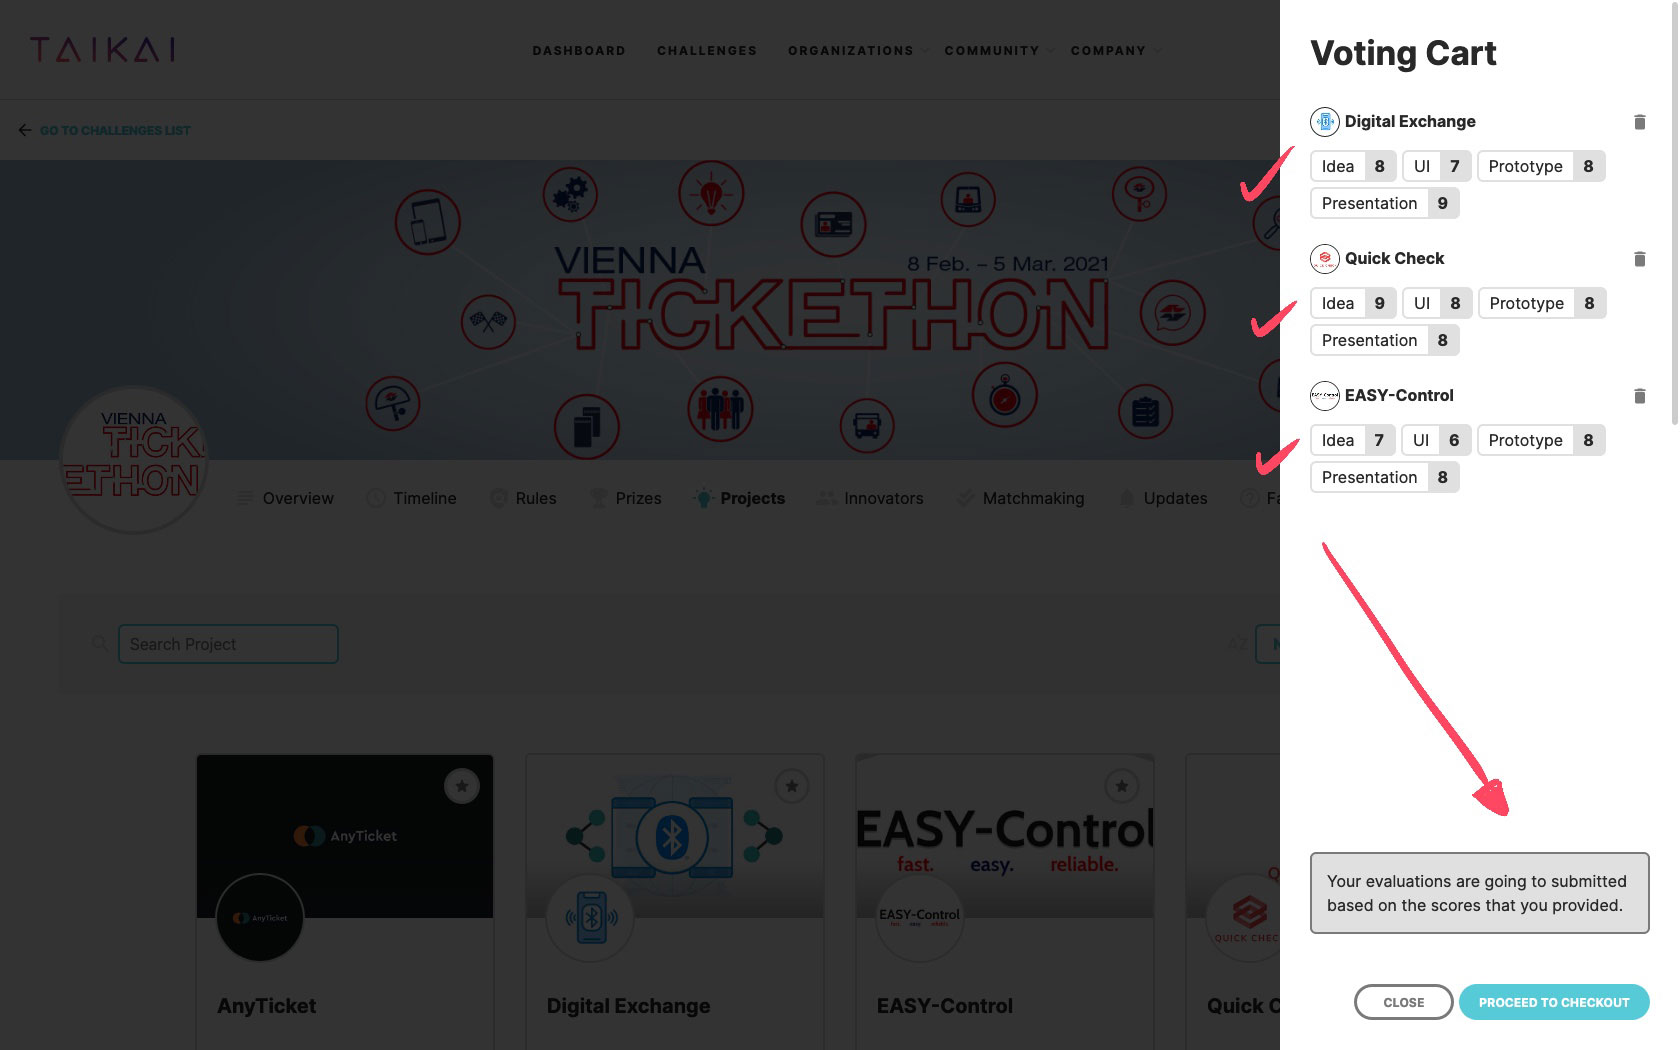 TAIKAI
DASHBOARD CHALLENGES ORGANIZATIONS COMMUNITY COMPANY
GO TO CHALLENGES LIST
VIENNA
8 Feb. – 5 Mar. 2021
TICKETHON
VIENNA
TICK
ETHON
Overview Timeline Rules Prizes Projects Innovators Matchmaking Updates
Search Project
AZ
AnyTicket
AnyTicket
AnyTicket
EASY-Control
fast. easy. reliable.
EASY-Control
fast. easy. reliable.
QUICK CHEC
Digital Exchange
EASY-Control
Quick C
Voting Cart
Digital Exchange
Idea 8 UI 7 Prototype 8
Presentation 9
Quick Check
Idea 9 UI 8 Prototype 8
Presentation 8
EASY-Control
Idea 7 UI 6 Prototype 8
Presentation 8
Your evaluations are going to submitted
based on the scores that you provided.
CLOSE PROCEED TO CHECKOUT